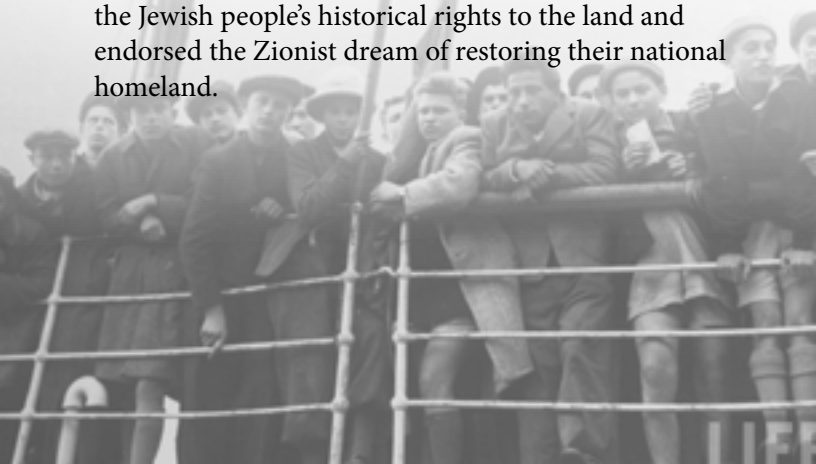 the Jewish people’s historical rights to the land and
endorsed the Zionist dream of restoring their national
homeland.
LIFE